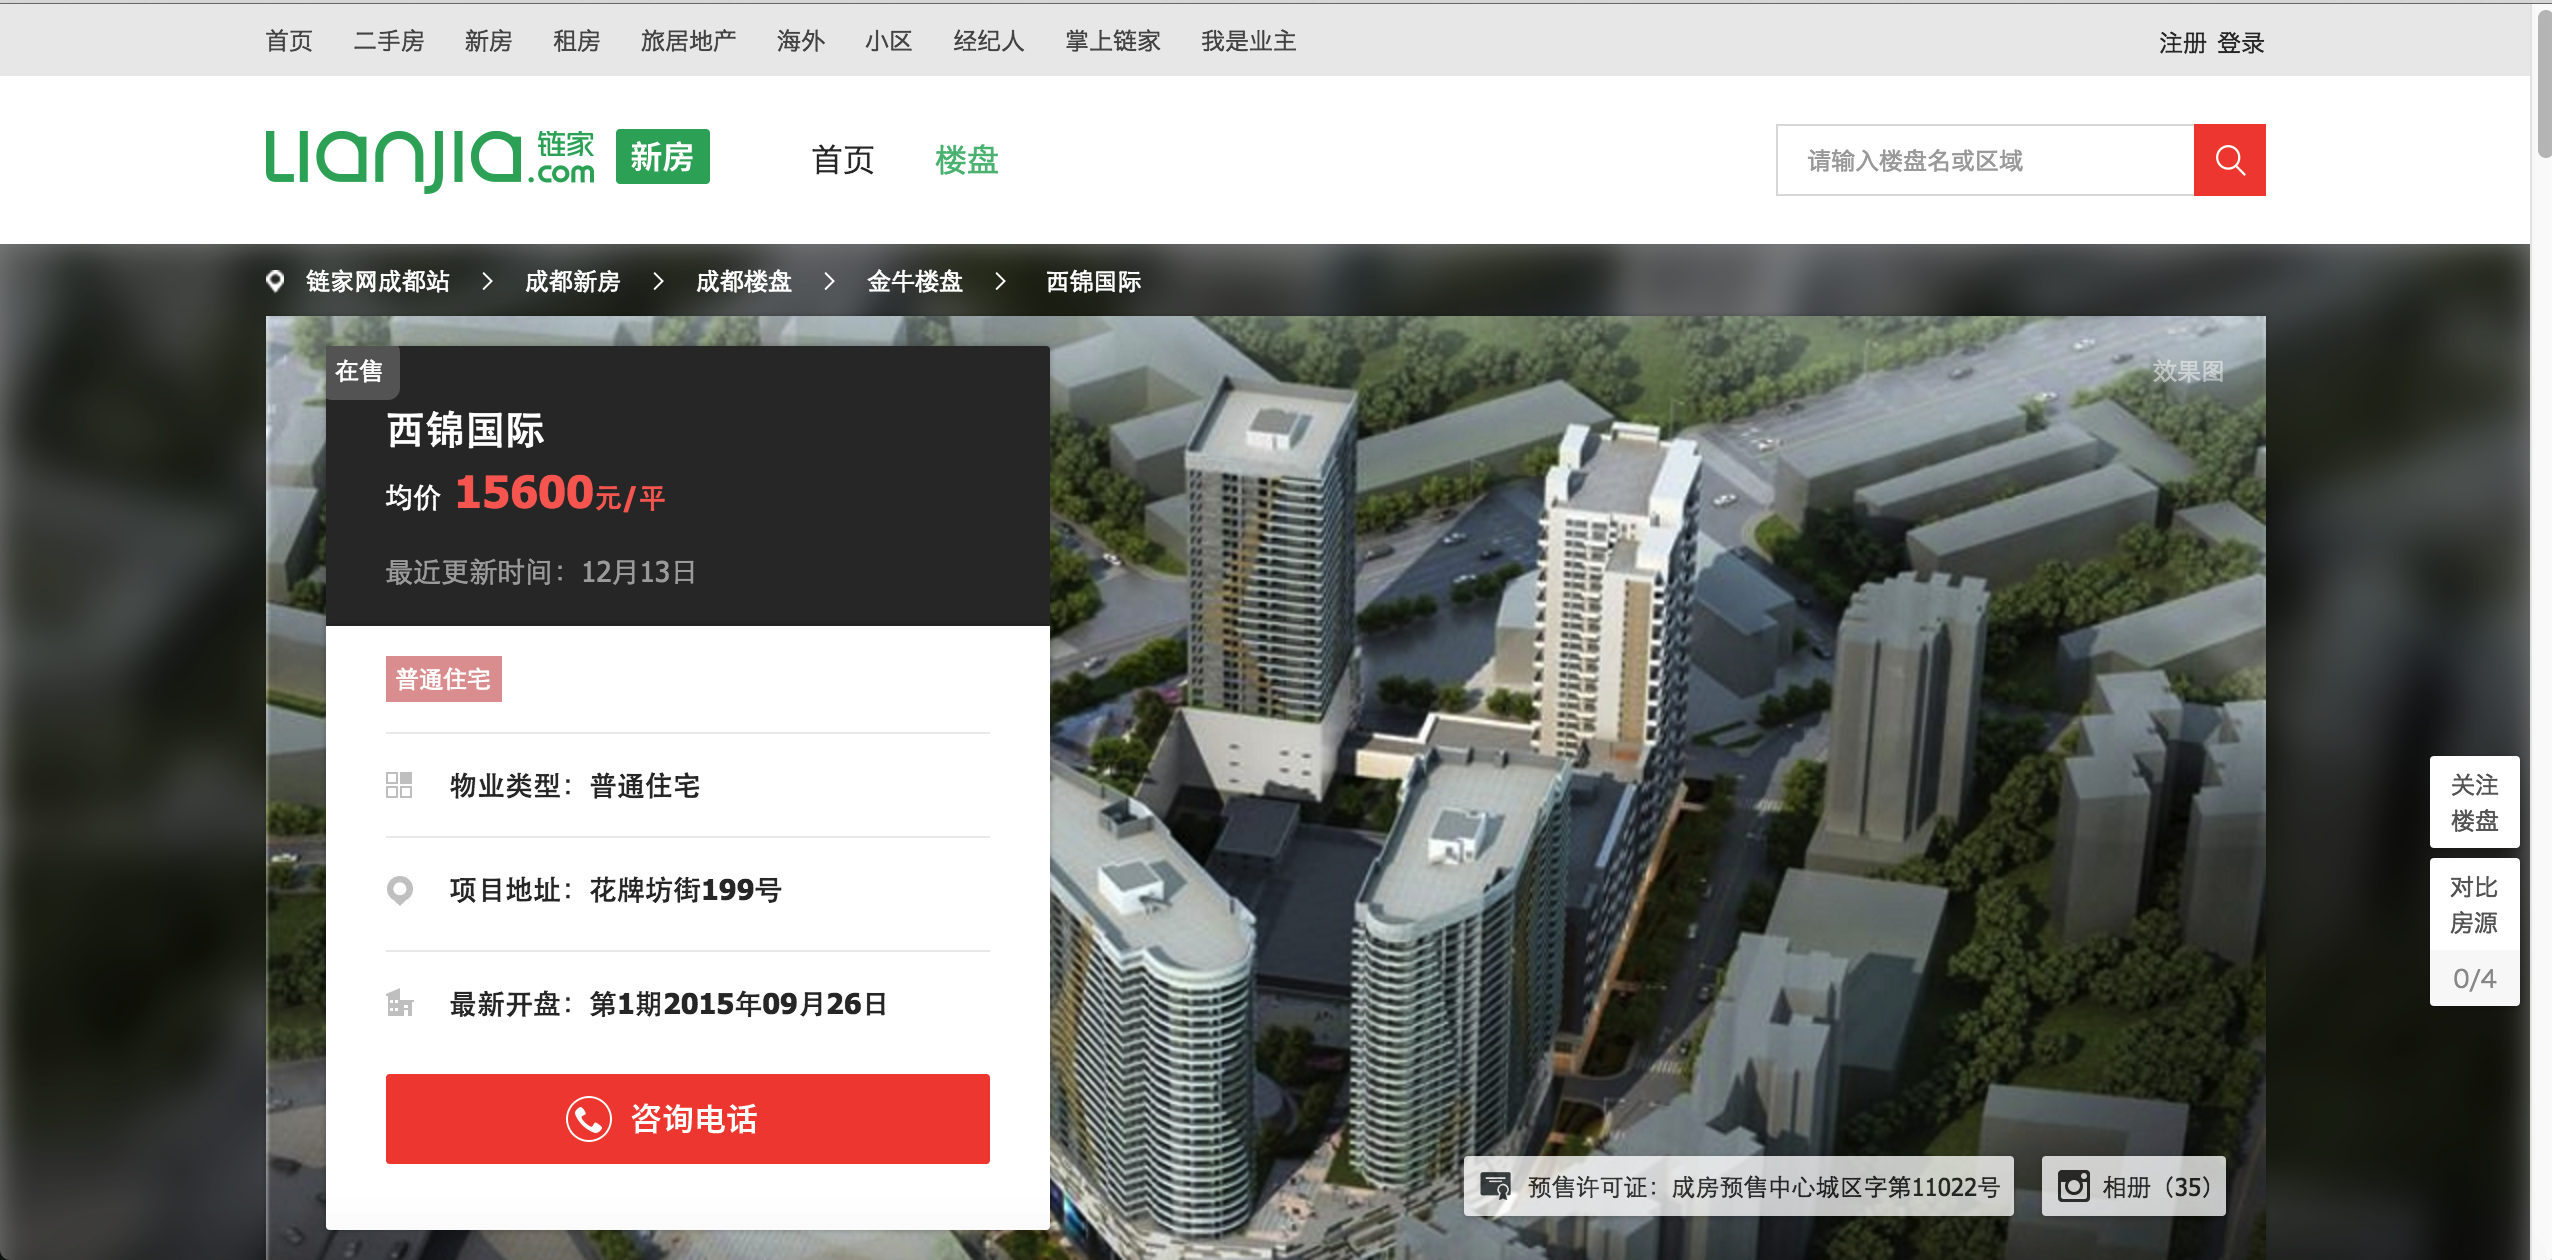 首页 二手房 新房 租房 旅居地产 海外 小区 经纪人 掌上链家 我是业主 注册 登录
Lianjia 链家 .com 新房 首页 楼盘 请输入楼盘名或区域
链家网成都站 > 成都新房 > 成都楼盘 > 金牛楼盘 > 西锦国际
在售
效果图
西锦国际
均价 15600元/平
最近更新时间：12月13日
普通住宅
物业类型：普通住宅
项目地址：花牌坊街199号
最新开盘：第1期2015年09月26日
咨询电话
预售许可证：成房预售中心城区字第11022号
相册（35）
关注
楼盘
对比
房源
0/4